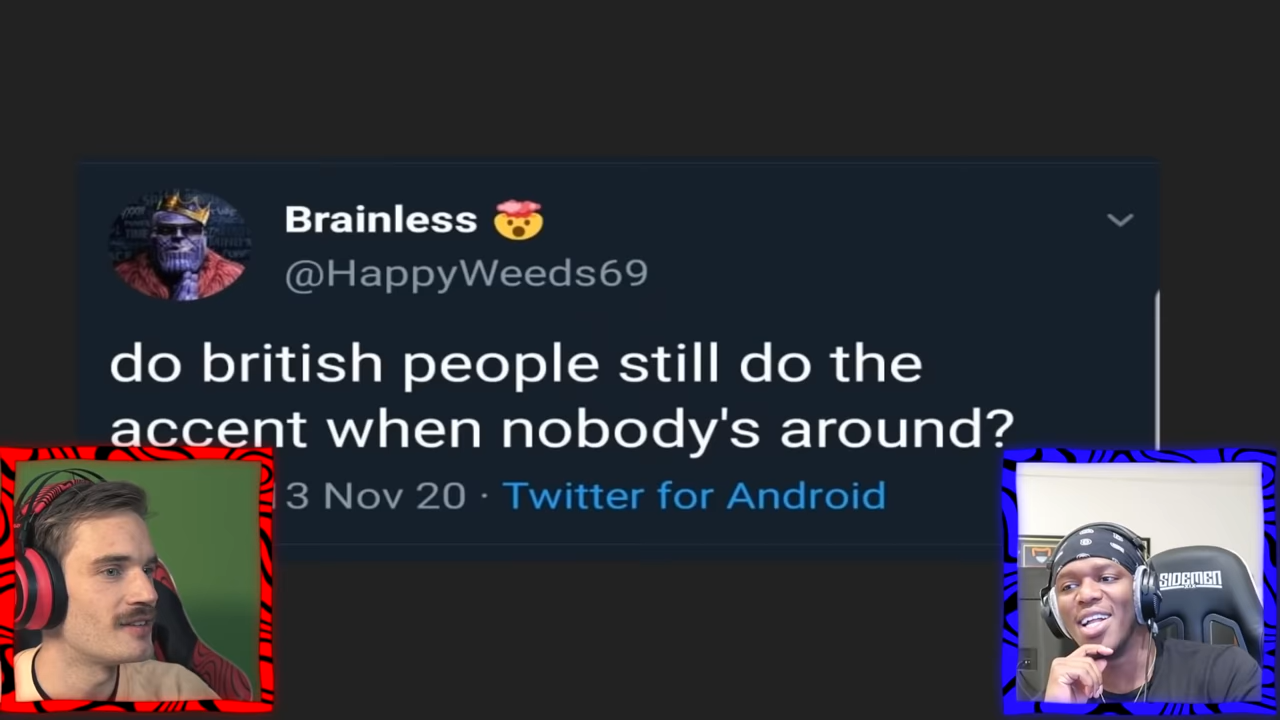 Brainless 🤯
@HappyWeeds69
do british people still do the
accent when nobody's around?
3 Nov 20 · Twitter for Android
SIDEMEN